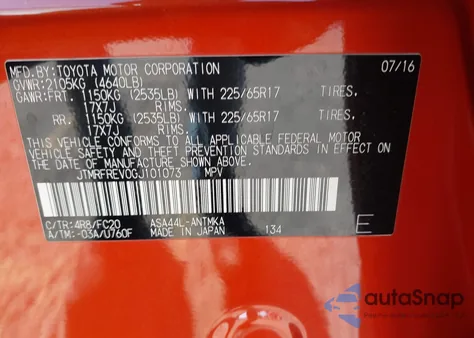 MFD.BY: TOYOTA MOTOR CORPORATION 07/16
GVWR: 2105KG (4640LB)
GAWR: FRT. 1150KG (2535LB) WITH 225/65R17 TIRES.
17X7J RIMS.
RR. 1150KG (2535LB) WITH 225/65R17 TIRES.
17X7J RIMS.
THIS VEHICLE CONFORMS TO ALL APPLICABLE FEDERAL MOTOR
VEHICLE SAFETY AND BUMPER STANDARDS IN EFFECT ON THE
DATE OF MANUFACTURE SHOWN ABOVE.
JTMRFREV0GJ101073 MPV
C/TR: 4R8/FC20 ASA44L-ANTMKA
A/TM: -03A/U760F MADE IN JAPAN 134 E
autaSnap